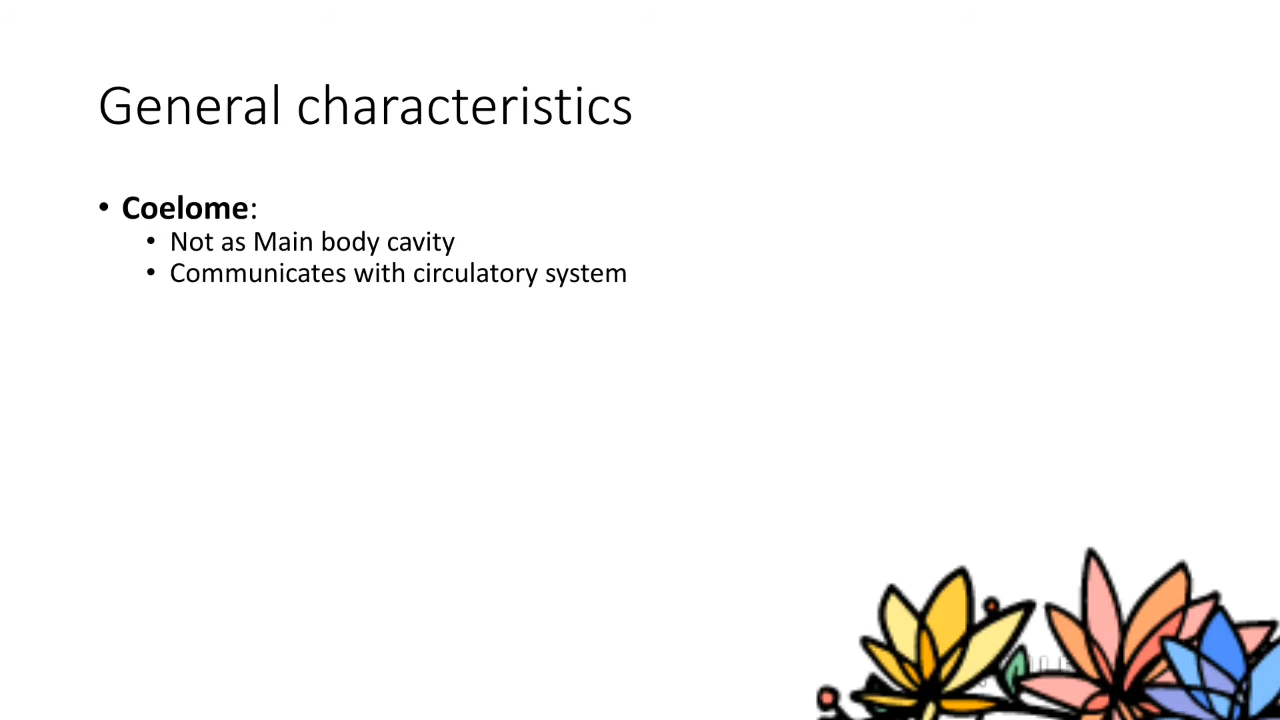 General characteristics
• Coelome:
• Not as Main body cavity
• Communicates with circulatory system